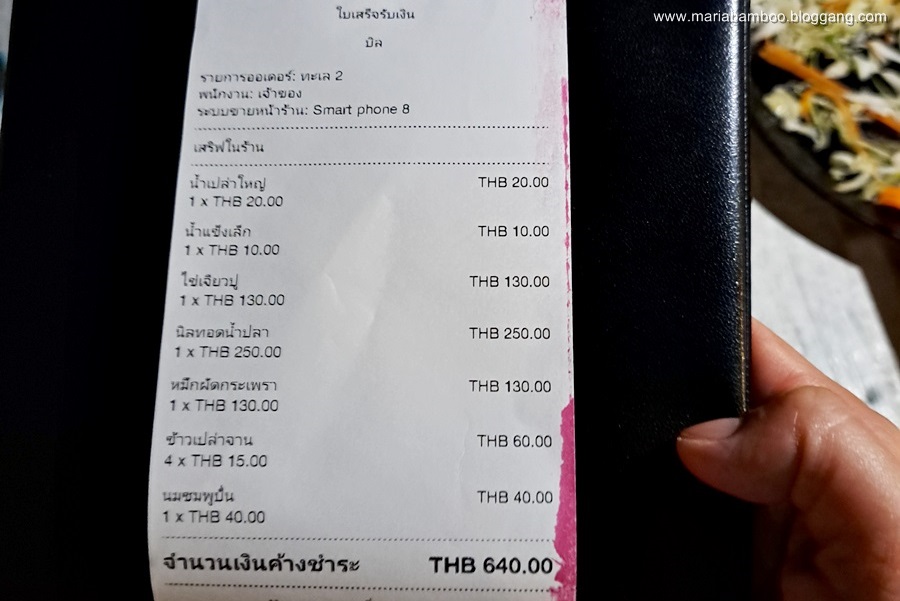 www.mariabamboo.bloggang.com
ใบเสร็จรับเงิน
บิล
รายการออเดอร์: ทะเล 2
พนักงาน: เจ้าของ
ระบบขายหน้าร้าน: Smart phone 8
เสริฟในร้าน
น้ำเปล่าใหญ่ THB 20.00
1 x THB 20.00
น้ำแข็งเล็ก THB 10.00
1 x THB 10.00
ไข่เจียวปู THB 130.00
1 x THB 130.00
นิลทอดน้ำปลา THB 250.00
1 x THB 250.00
หมึกผัดกระเพรา THB 130.00
1 x THB 130.00
ข้าวเปล่าจาน THB 60.00
4 x THB 15.00
นมชมพูปั่น THB 40.00
1 x THB 40.00
จำนวนเงินค้างชำระ THB 640.00